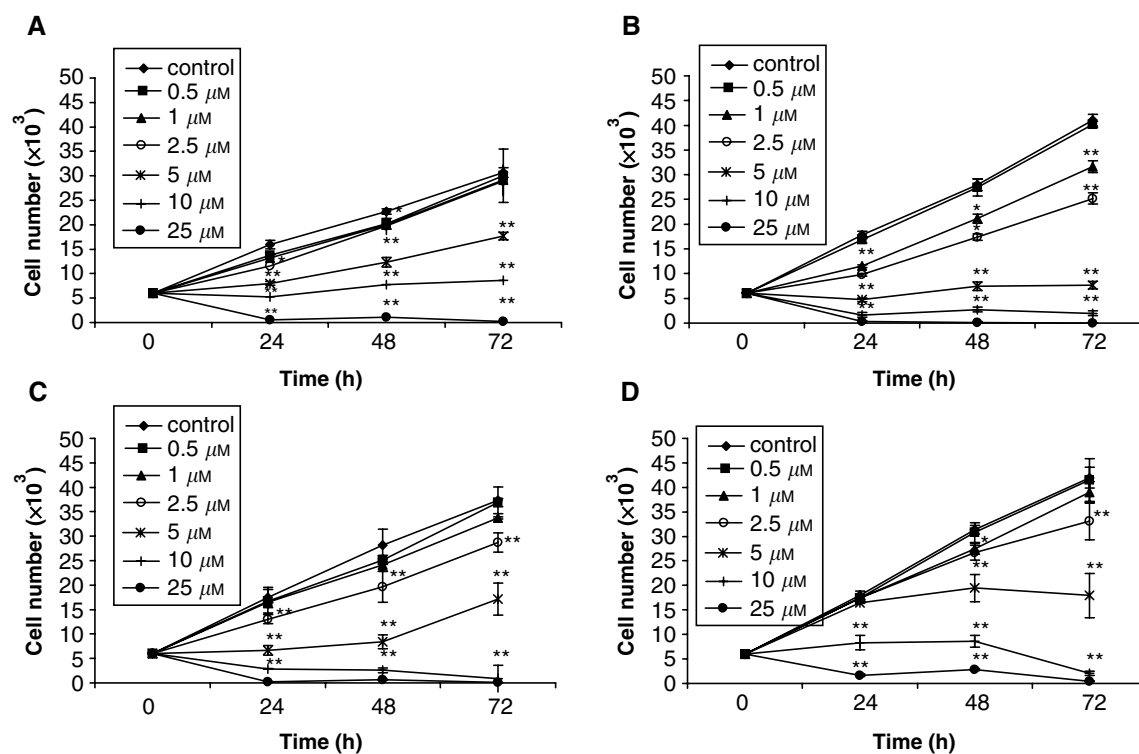 A
control
0.5 μM
1 μM
2.5 μM
5 μM
10 μM
25 μM
Cell number (×10³)
50
45
40
35
30
25
20
15
10
5
0
*
**
**
*
**
**
**
**
**
**
**
**
0
24
48
72
Time (h)
B
control
0.5 μM
1 μM
2.5 μM
5 μM
10 μM
25 μM
Cell number (×10³)
50
45
40
35
30
25
20
15
10
5
0
**
**
*
*
**
**
**
**
**
**
**
0
24
48
72
Time (h)
C
control
0.5 μM
1 μM
2.5 μM
5 μM
10 μM
25 μM
Cell number (×10³)
50
45
40
35
30
25
20
15
10
5
0
**
**
**
**
**
**
**
**
**
0
24
48
72
Time (h)
D
control
0.5 μM
1 μM
2.5 μM
5 μM
10 μM
25 μM
Cell number (×10³)
50
45
40
35
30
25
20
15
10
5
0
**
*
**
**
**
**
**
**
**
0
24
48
72
Time (h)